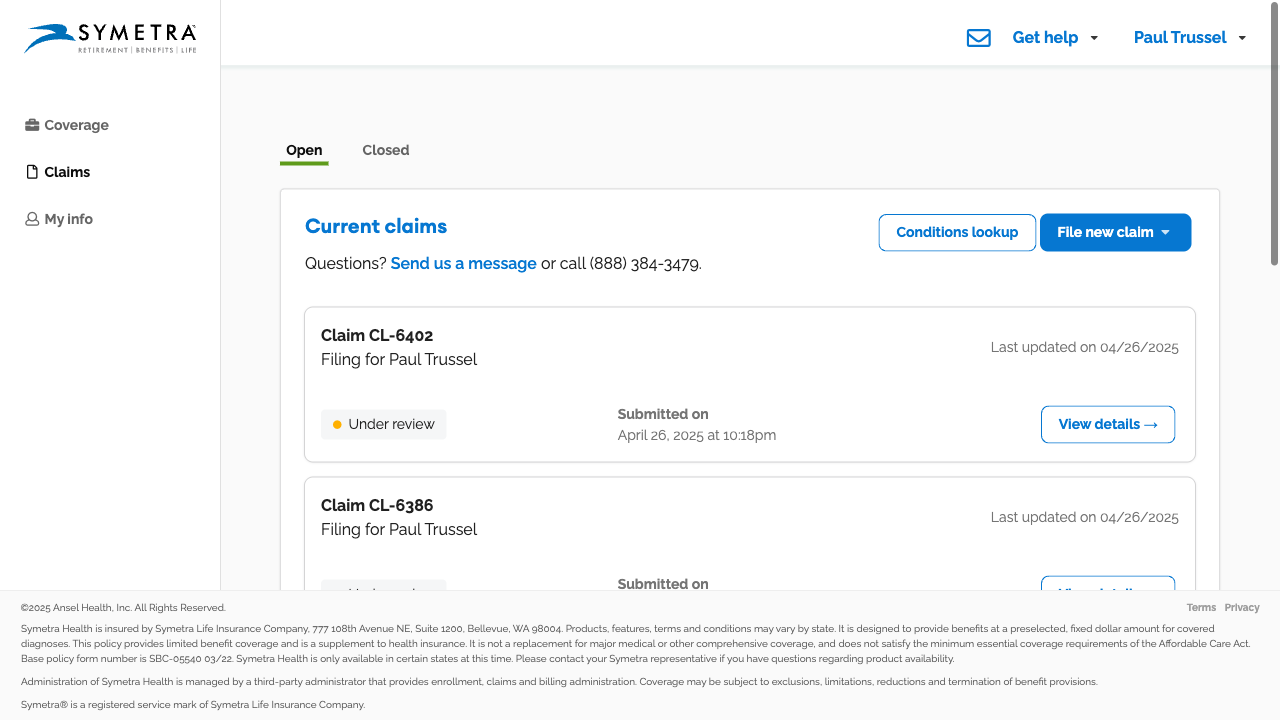 SYMETRA
RETIREMENT | BENEFITS | LIFE
Get help
Paul Trussel
Coverage
Claims
My info
Open
Closed
Current claims
Conditions lookup
File new claim
Questions? Send us a message or call (888) 384-3479.
Claim CL-6402
Filing for Paul Trussel
Last updated on 04/26/2025
Under review
Submitted on
April 26, 2025 at 10:18pm
View details →
Claim CL-6386
Filing for Paul Trussel
Last updated on 04/26/2025
Submitted on
©2025 Ansel Health, Inc. All Rights Reserved.
Terms Privacy
Symetra Health is insured by Symetra Life Insurance Company, 777 108th Avenue NE, Suite 1200, Bellevue, WA 98004. Products, features, terms and conditions may vary by state. It is designed to provide benefits at a preselected, fixed dollar amount for covered
diagnoses. This policy provides limited benefit coverage and is a supplement to health insurance. It is not a replacement for major medical or other comprehensive coverage, and does not satisfy the minimum essential coverage requirements of the Affordable Care Act.
Base policy form number is SBC-05540 03/22. Symetra Health is only available in certain states at this time. Please contact your Symetra representative if you have questions regarding product availability.
Administration of Symetra Health is managed by a third-party administrator that provides enrollment, claims and billing administration. Coverage may be subject to exclusions, limitations, reductions and termination of benefit provisions.
Symetra® is a registered service mark of Symetra Life Insurance Company.